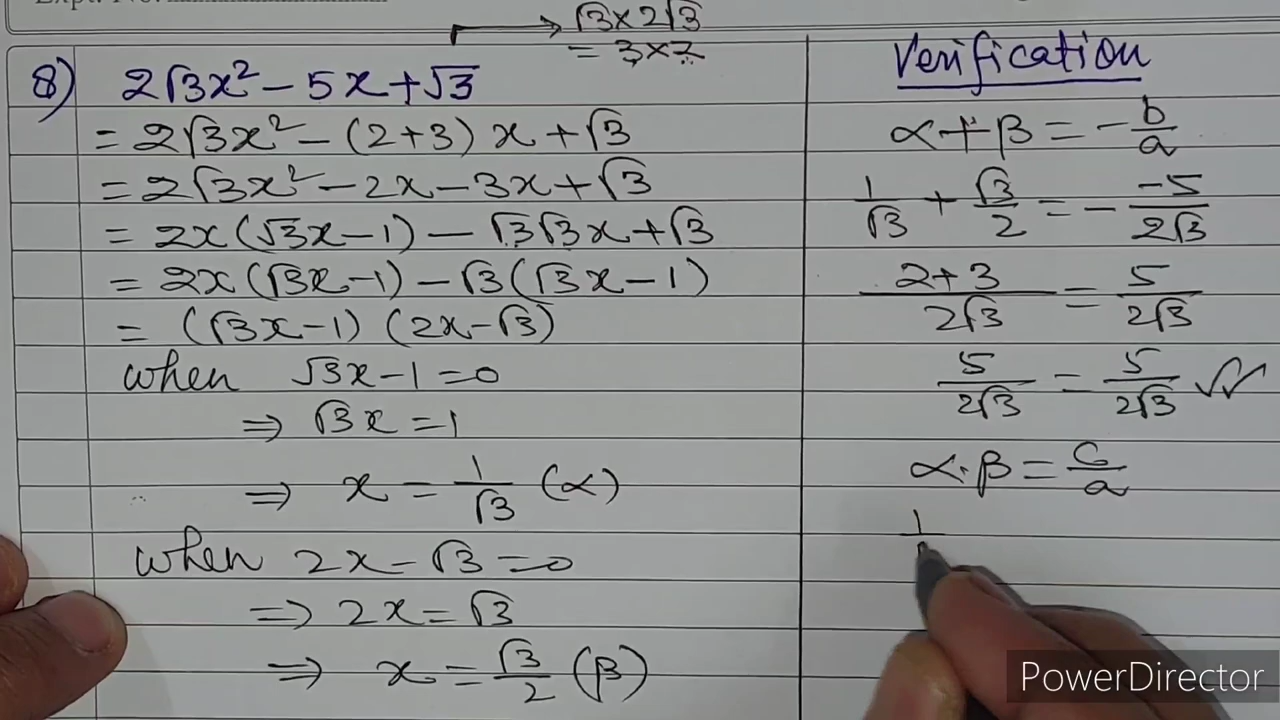 √3×2√3
= 3×2
8) 2√3x² - 5x + √3
= 2√3x² - (2+3) x + √3
= 2√3x² - 2x - 3x + √3
= 2x(√3x-1) - √3√3x + √3
= 2x(√3x-1) - √3(√3x-1)
= (√3x-1) (2x-√3)
when √3x-1=0
⇒ √3x=1
⇒ x = 1/√3 (α)
when 2x-√3=0
⇒ 2x=√3
⇒ x = √3/2 (β)
Verification
α+β = -b/a
1/√3 + √3/2 = - -5/2√3
2+3/2√3 = 5/2√3
5/2√3 = 5/2√3 ✓✓
α.β = c/a
1
PowerDirector